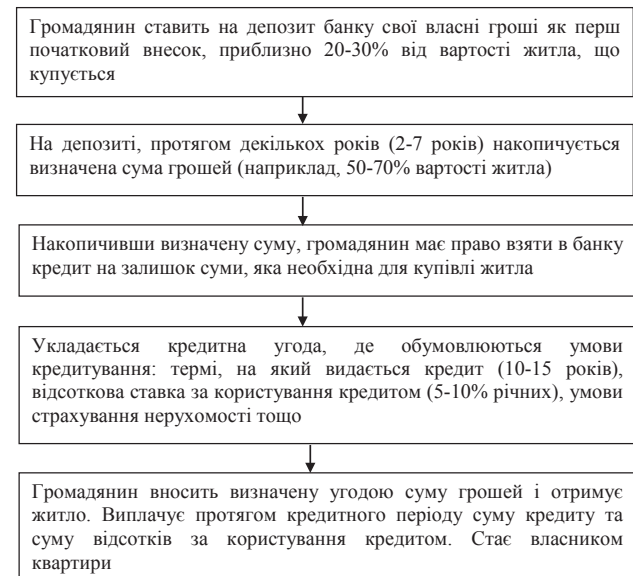 Громадянин ставить на депозит банку свої власні гроші як перш
початковий внесок, приблизно 20-30% від вартості житла, що
купується
На депозиті, протягом декількох років (2-7 років) накопичується
визначена сума грошей (наприклад, 50-70% вартості житла)
Накопичивши визначену суму, громадянин має право взяти в банку
кредит на залишок суми, яка необхідна для купівлі житла
Укладається кредитна угода, де обумовлюються умови
кредитування: термі, на який видається кредит (10-15 років),
відсоткова ставка за користування кредитом (5-10% річних), умови
страхування нерухомості тощо
Громадянин вносить визначену угодою суму грошей і отримує
житло. Виплачує протягом кредитного періоду суму кредиту та
суму відсотків за користування кредитом. Стає власником
квартири